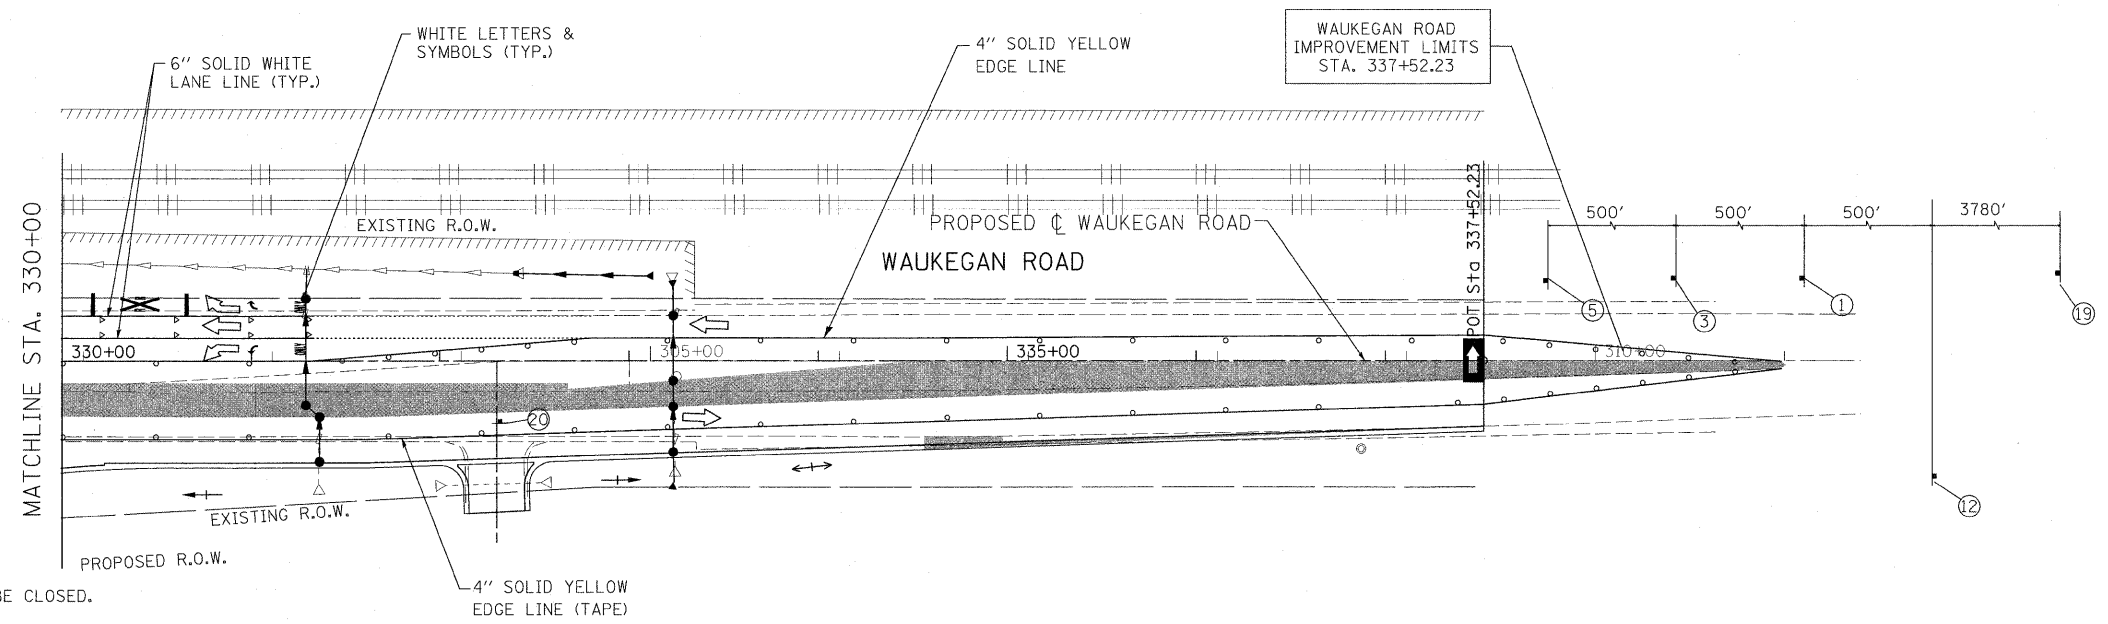 WHITE LETTERS &
SYMBOLS (TYP.)
6" SOLID WHITE
LANE LINE (TYP.)
4" SOLID YELLOW
EDGE LINE
WAUKEGAN ROAD
IMPROVEMENT LIMITS
STA. 337+52.23
MATCHLINE STA. 330+00
EXISTING R.O.W.
PROPOSED ℄ WAUKEGAN ROAD
WAUKEGAN ROAD
POT Sta 337+52.23
500'
500'
500'
3780'
5
3
1
19
330+00
305+00
335+00
310+00
20
12
EXISTING R.O.W.
PROPOSED R.O.W.
4" SOLID YELLOW
EDGE LINE (TAPE)
BE CLOSED.